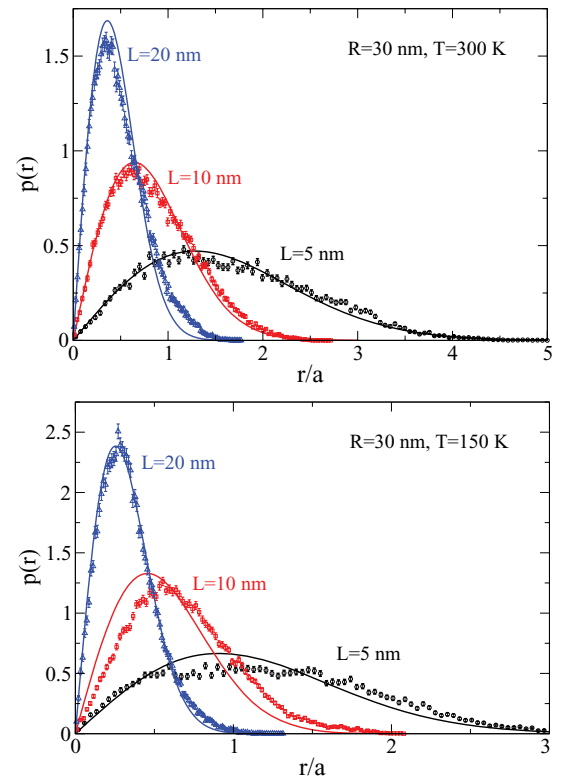 R=30 nm, T=300 K
L=20 nm
L=10 nm
L=5 nm
p(r)
0
0.5
1
1.5
0 1 2 3 4 5
r/a
R=30 nm, T=150 K
L=20 nm
L=10 nm
L=5 nm
p(r)
0
0.5
1
1.5
2
2.5
0 1 2 3
r/a